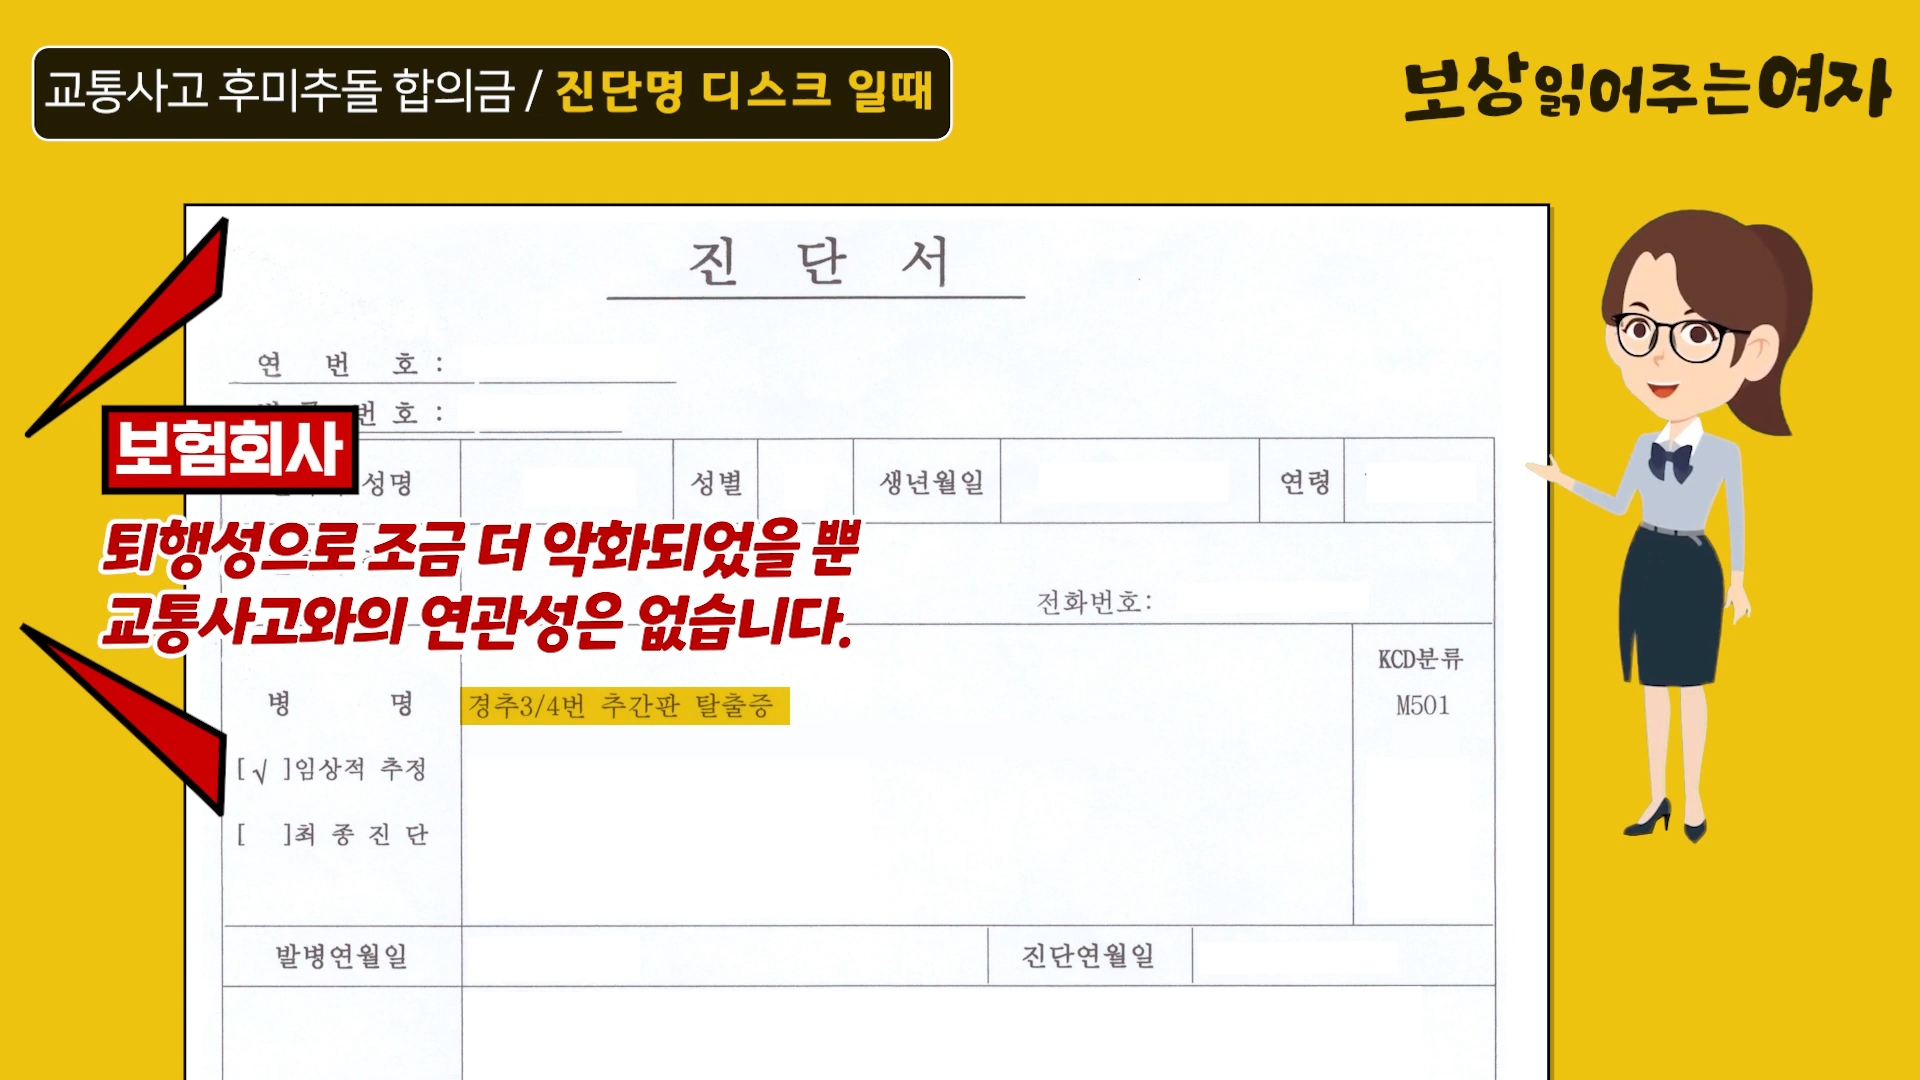 교통사고 후미추돌 합의금 / 진단명 디스크 일때
보상읽어주는여자
진 단 서
연 번 호 :
번 호 :
보험회사
성명
성별
생년월일
연령
퇴행성으로 조금 더 악화되었을 뿐
교통사고와의 연관성은 없습니다.
전화번호:
KCD분류
병 명
경추3/4번 추간판 탈출증
M501
[ √ ]임상적 추정
[ ]최 종 진 단
발병연월일
진단연월일